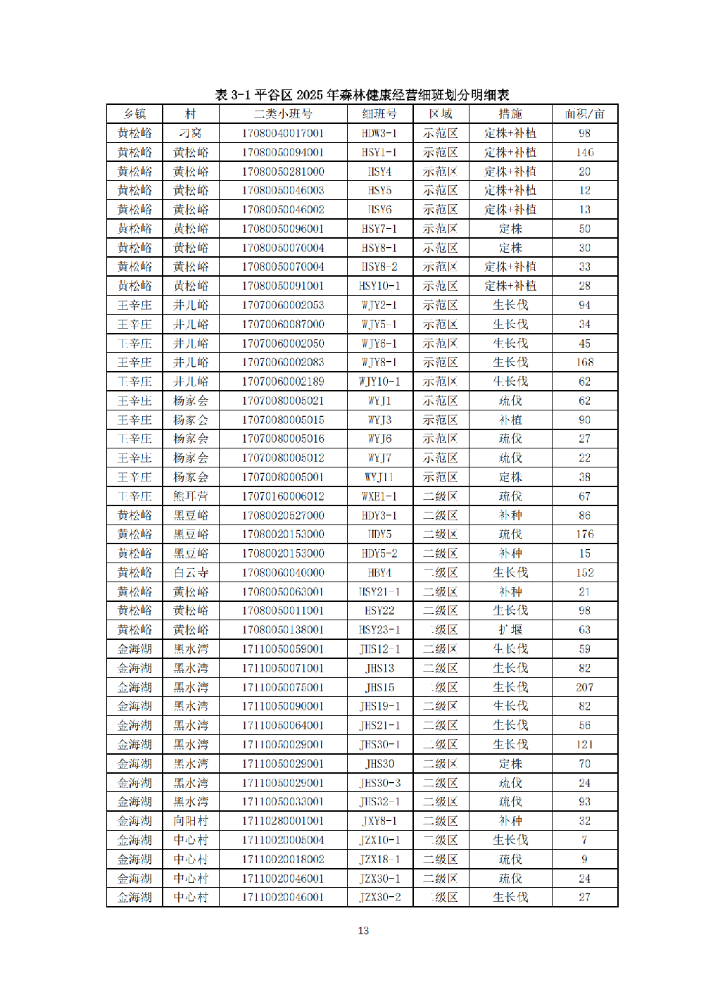 表 3-1 平谷区 2025 年森林健康经营细班划分明细表
乡镇 村 二类小班号 细班号 区域 措施 面积/亩
黄松峪 刁窝 17080040017001 HDW3-1 示范区 定株+补植 98
黄松峪 黄松峪 17080050094001 HSY1-1 示范区 定株+补植 146
黄松峪 黄松峪 17080050281000 HSY4 示范区 定株+补植 20
黄松峪 黄松峪 17080050046003 HSY5 示范区 定株+补植 12
黄松峪 黄松峪 17080050046002 HSY6 示范区 定株+补植 13
黄松峪 黄松峪 17080050096001 HSY7-1 示范区 定株 50
黄松峪 黄松峪 17080050070004 HSY8-1 示范区 定株 30
黄松峪 黄松峪 17080050070004 HSY8-2 示范区 定株+补植 33
黄松峪 黄松峪 17080050091001 HSY10-1 示范区 定株+补植 28
王辛庄 井儿峪 17070060002053 WJY2-1 示范区 生长伐 94
王辛庄 井儿峪 17070060087000 WJY5-1 示范区 生长伐 34
王辛庄 井儿峪 17070060002050 WJY6-1 示范区 生长伐 45
王辛庄 井儿峪 17070060002083 WJY8-1 示范区 生长伐 168
王辛庄 井儿峪 17070060002189 WJY10-1 示范区 生长伐 62
王辛庄 杨家会 17070080005021 WYJ1 示范区 疏伐 62
王辛庄 杨家会 17070080005015 WYJ3 示范区 补植 90
王辛庄 杨家会 17070080005016 WYJ6 示范区 疏伐 27
王辛庄 杨家会 17070080005012 WYJ7 示范区 疏伐 22
王辛庄 杨家会 17070080005001 WYJ11 示范区 定株 38
王辛庄 熊耳营 17070160006012 WXE1-1 二级区 疏伐 67
黄松峪 黑豆峪 17080020527000 HDY3-1 二级区 补种 86
黄松峪 黑豆峪 17080020153000 HDY5 二级区 疏伐 176
黄松峪 黑豆峪 17080020153000 HDY5-2 二级区 补种 15
黄松峪 白云寺 17080060040000 HBY4 二级区 生长伐 152
黄松峪 黄松峪 17080050063001 HSY21-1 二级区 补种 21
黄松峪 黄松峪 17080050011001 HSY22 二级区 生长伐 98
黄松峪 黄松峪 17080050138001 HSY23-1 二级区 扩堰 63
金海湖 黑水湾 17110050059001 JHS12-1 二级区 生长伐 59
金海湖 黑水湾 17110050071001 JHS13 二级区 生长伐 82
金海湖 黑水湾 17110050075001 JHS15 二级区 生长伐 207
金海湖 黑水湾 17110050090001 JHS19-1 二级区 生长伐 82
金海湖 黑水湾 17110050064001 JHS21-1 二级区 生长伐 56
金海湖 黑水湾 17110050029001 JHS30-1 二级区 生长伐 121
金海湖 黑水湾 17110050029001 JHS30 二级区 定株 70
金海湖 黑水湾 17110050029001 JHS30-3 二级区 疏伐 24
金海湖 黑水湾 17110050033001 JHS32-1 二级区 疏伐 93
金海湖 向阳村 17110280001001 JXY8-1 二级区 补种 32
金海湖 中心村 17110020005004 JZX10-1 二级区 生长伐 7
金海湖 中心村 17110020018002 JZX18-1 二级区 疏伐 9
金海湖 中心村 17110020046001 JZX30-1 二级区 疏伐 24
金海湖 中心村 17110020046001 JZX30-2 二级区 生长伐 27
13